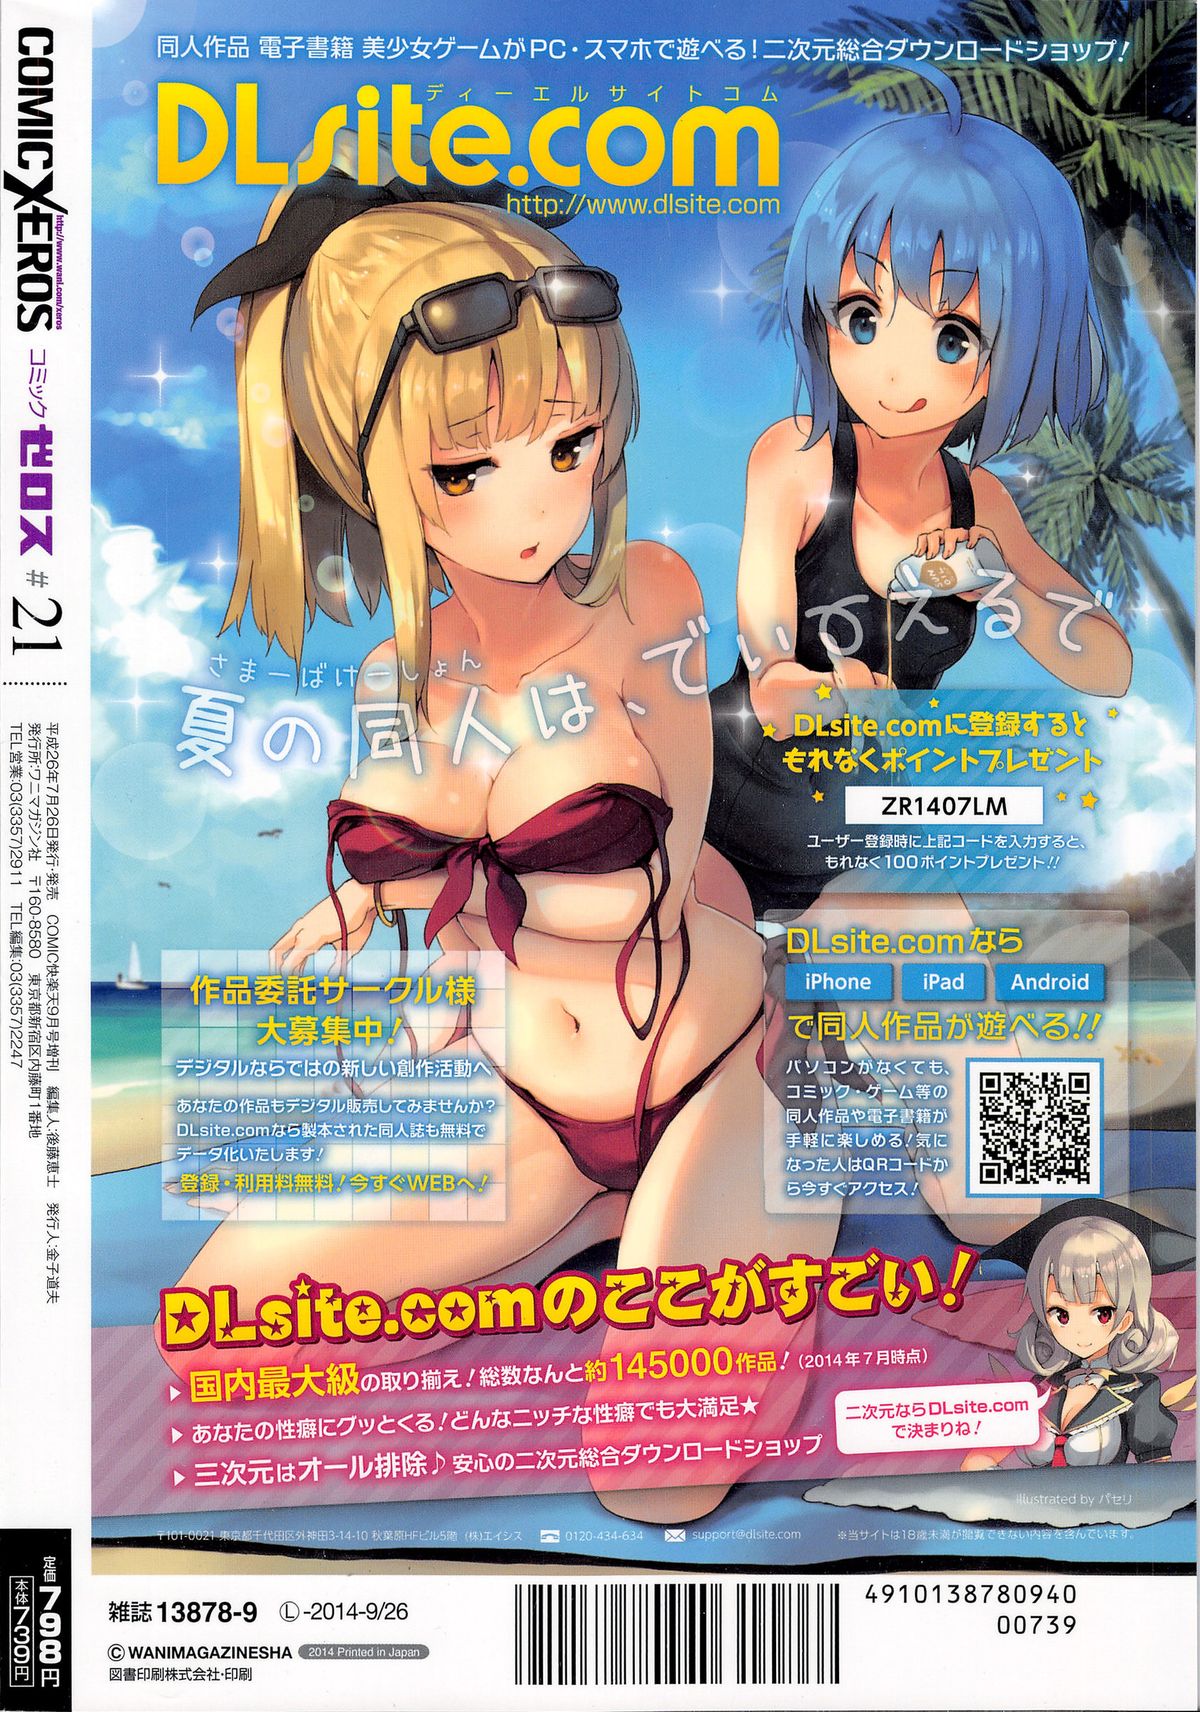 COMIC XEROS
http://www.wani.com/xeros
コミック ゼロス
#21
平成26年7月26日発行・発売 COMIC快楽天9月号増刊 編集人:後藤恵士 発行人:金子道夫
発行所:ワニマガジン社 〒160-8580 東京都新宿区内藤町1番地
TEL営業:03(3357)2911 TEL編集:03(3357)2247
定価798円
本体739円
同人作品 電子書籍 美少女ゲームがPC・スマホで遊べる!二次元総合ダウンロードショップ!
ディーエルサイトコム
DLsite.com
http://www.dlsite.com
SUN OIL
さまーばけーしょん
夏の同人は、でぃあえるで
DLsite.comに登録すると
もれなくポイントプレゼント
ZR1407LM
ユーザー登録時に上記コードを入力すると、
もれなく100ポイントプレゼント!!
作品委託サークル様
大募集中!
デジタルならではの新しい創作活動へ
あなたの作品もデジタル販売してみませんか?
DLsite.comなら製本された同人誌も無料で
データ化いたします!
登録・利用料無料!今すぐWEBへ!
DLsite.comなら
iPhone iPad Android
で同人作品が遊べる!!
パソコンがなくても、
コミック・ゲーム等の
同人作品や電子書籍が
手軽に楽しめる!気に
なった人はQRコードか
ら今すぐアクセス!
DLsite.comのここがすごい!
▶ 国内最大級の取り揃え!総数なんと約145000作品!(2014年7月時点)
▶ あなたの性癖にグッとくる!どんなニッチな性癖でも大満足★
▶ 三次元はオール排除♪安心の二次元総合ダウンロードショップ
二次元ならDLsite.com
で決まりね!
illustrated by パセリ
〒101-0021 東京都千代田区外神田3-14-10 秋葉原HFビル5階 (株)エイシス 0120-434-634 support@dlsite.com ※当サイトは18歳未満が閲覧できない内容を含んでいます。
雑誌 13878-9 Ⓛ-2014-9/26
©WANIMAGAZINESHA 2014 Printed in Japan
図書印刷株式会社・印刷
4910138780940
00739